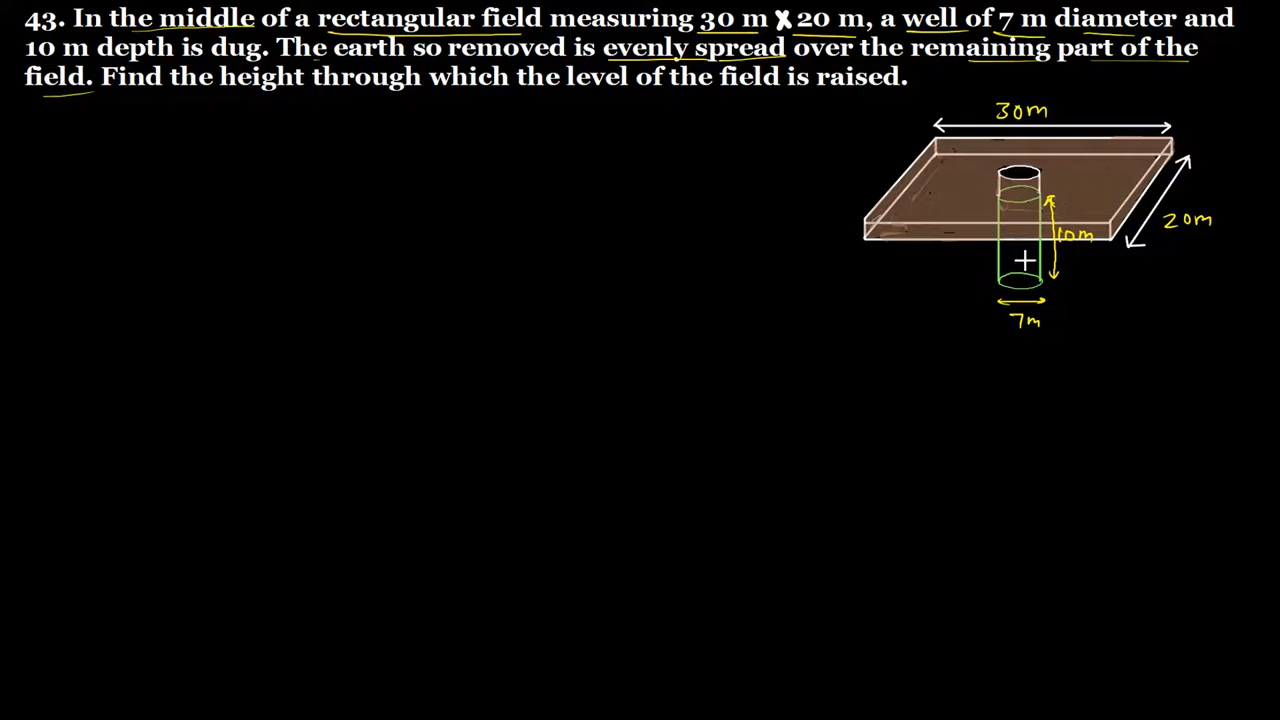 43. In the middle of a rectangular field measuring 30 m × 20 m, a well of 7 m diameter and
10 m depth is dug. The earth so removed is evenly spread over the remaining part of the
field. Find the height through which the level of the field is raised.
30m
20m
10m
7m